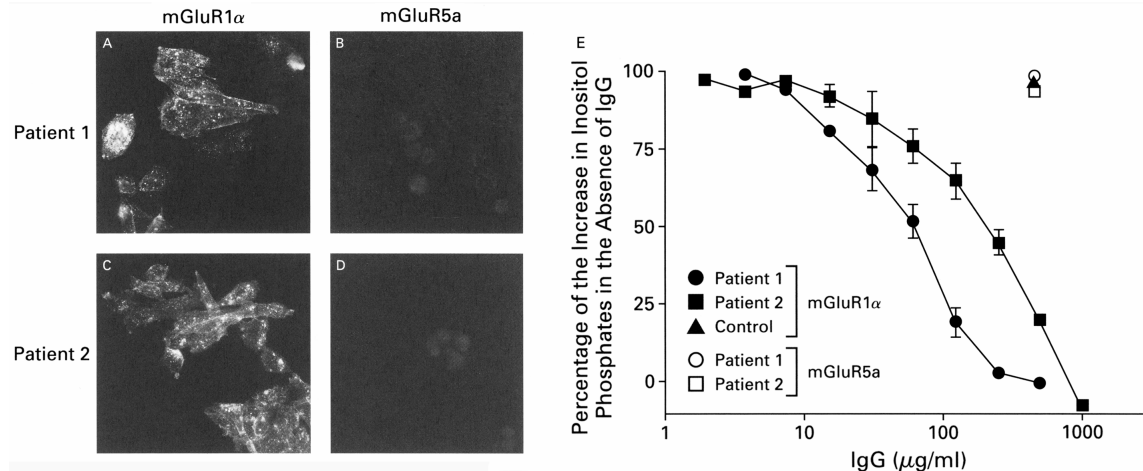 mGluR1α
mGluR5a
A
B
Patient 1
C
D
Patient 2
E
Percentage of the Increase in Inositol
Phosphates in the Absence of IgG
100
75
50
25
0
Patient 1
Patient 2
Control
mGluR1α
Patient 1
Patient 2
mGluR5a
1
10
100
1000
1
IgG (μg/ml)